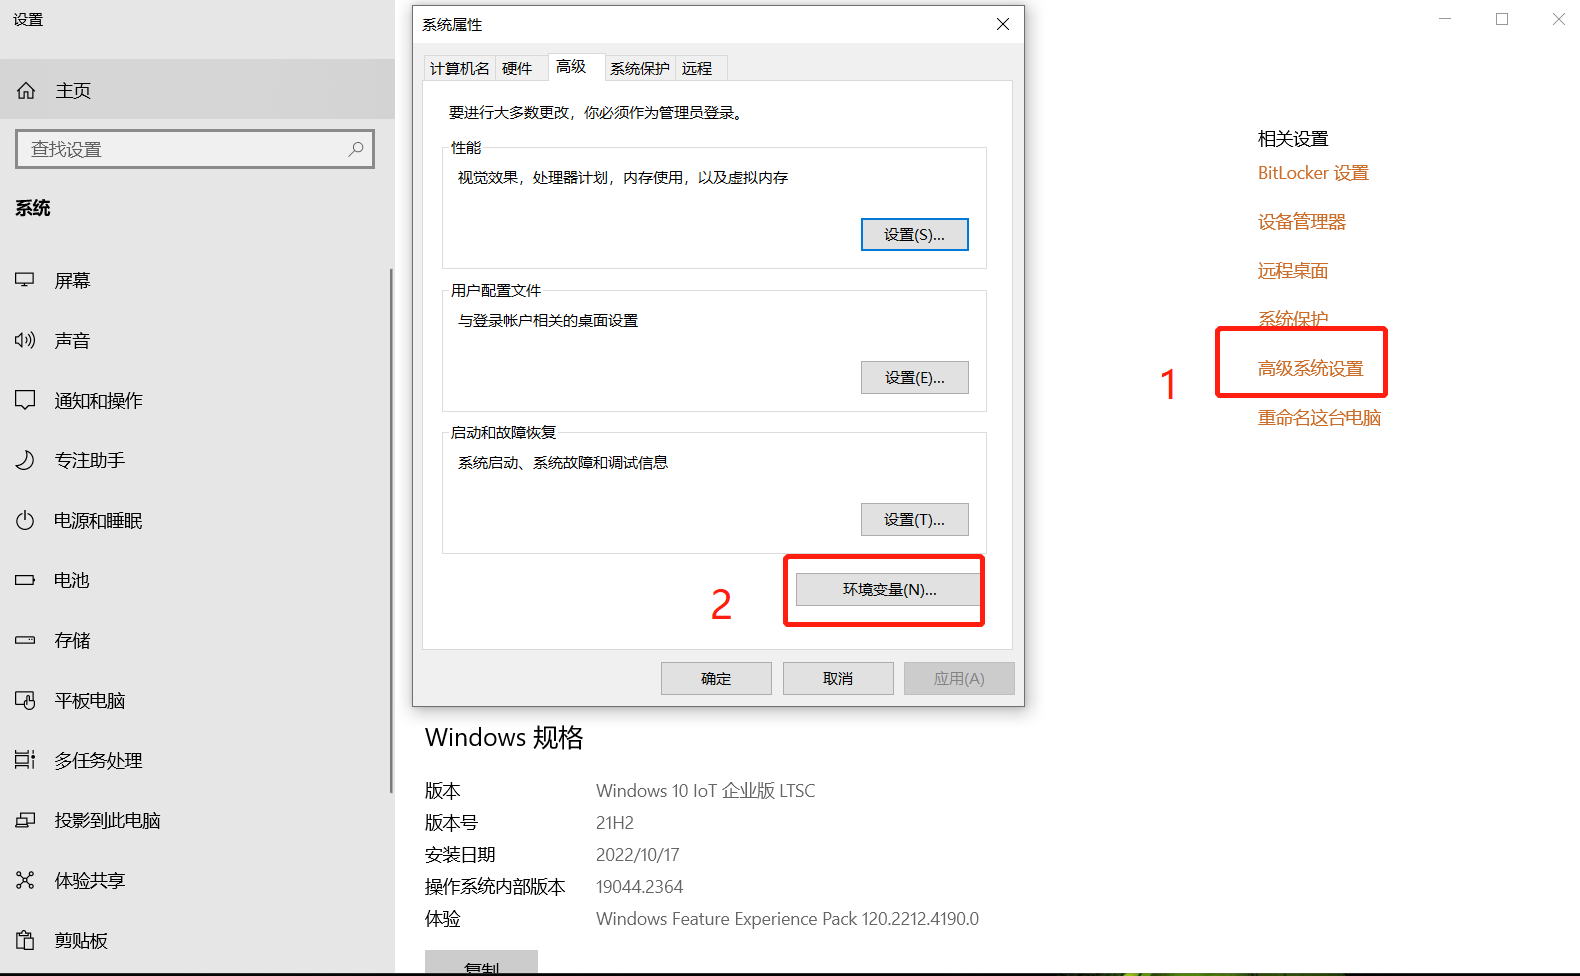 设置
主页
查找设置
系统
屏幕
声音
通知和操作
专注助手
电源和睡眠
电池
存储
平板电脑
多任务处理
投影到此电脑
体验共享
剪贴板
系统属性
计算机名 硬件 高级 系统保护 远程
要进行大多数更改，你必须作为管理员登录。
性能
视觉效果，处理器计划，内存使用，以及虚拟内存
设置(S)...
用户配置文件
与登录帐户相关的桌面设置
设置(E)...
启动和故障恢复
系统启动、系统故障和调试信息
设置(T)...
2
环境变量(N)...
确定 取消 应用(A)
Windows 规格
版本 Windows 10 IoT 企业版 LTSC
版本号 21H2
安装日期 2022/10/17
操作系统内部版本 19044.2364
体验 Windows Feature Experience Pack 120.2212.4190.0
复制
相关设置
BitLocker 设置
设备管理器
远程桌面
系统保护
1
高级系统设置
重命名这台电脑